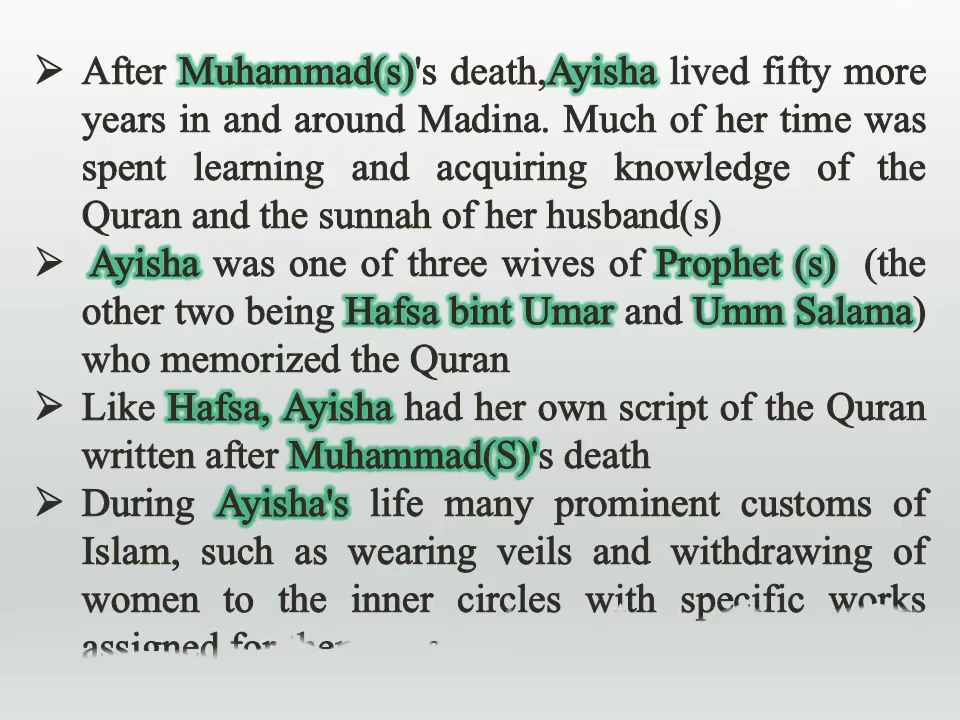 ➢ After Muhammad(s)'s death,Ayisha lived fifty more
years in and around Madina. Much of her time was
spent learning and acquiring knowledge of the
Quran and the sunnah of her husband(s)
➢ Ayisha was one of three wives of Prophet (s) (the
other two being Hafsa bint Umar and Umm Salama)
who memorized the Quran
➢ Like Hafsa, Ayisha had her own script of the Quran
written after Muhammad(S)'s death
➢ During Ayisha's life many prominent customs of
Islam, such as wearing veils and withdrawing of
women to the inner circles with specific works
assigned for